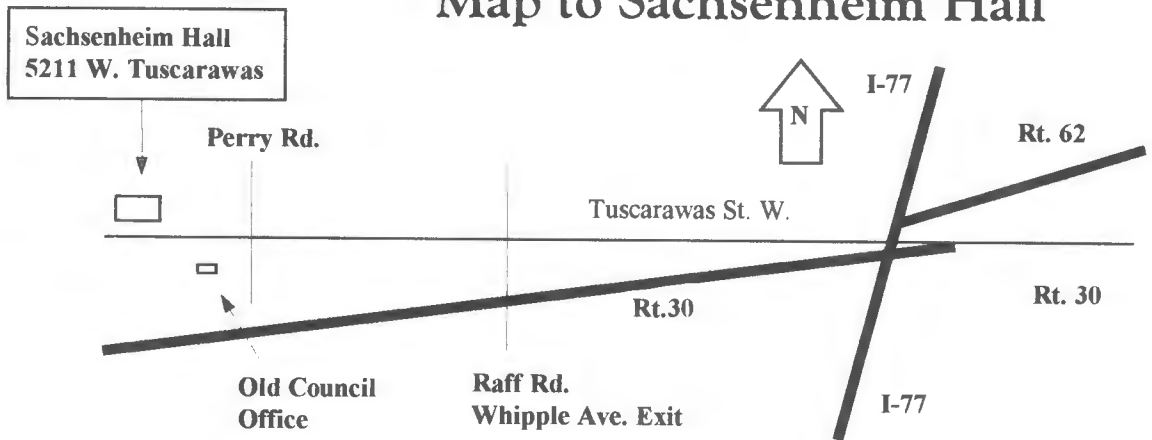 Map to Sachsenheim Hall
Sachsenheim Hall
5211 W. Tuscarawas
I-77
N
Rt. 62
Perry Rd.
Tuscarawas St. W.
Rt.30
Rt. 30
Old Council
Office
Raff Rd.
Whipple Ave. Exit
I-77